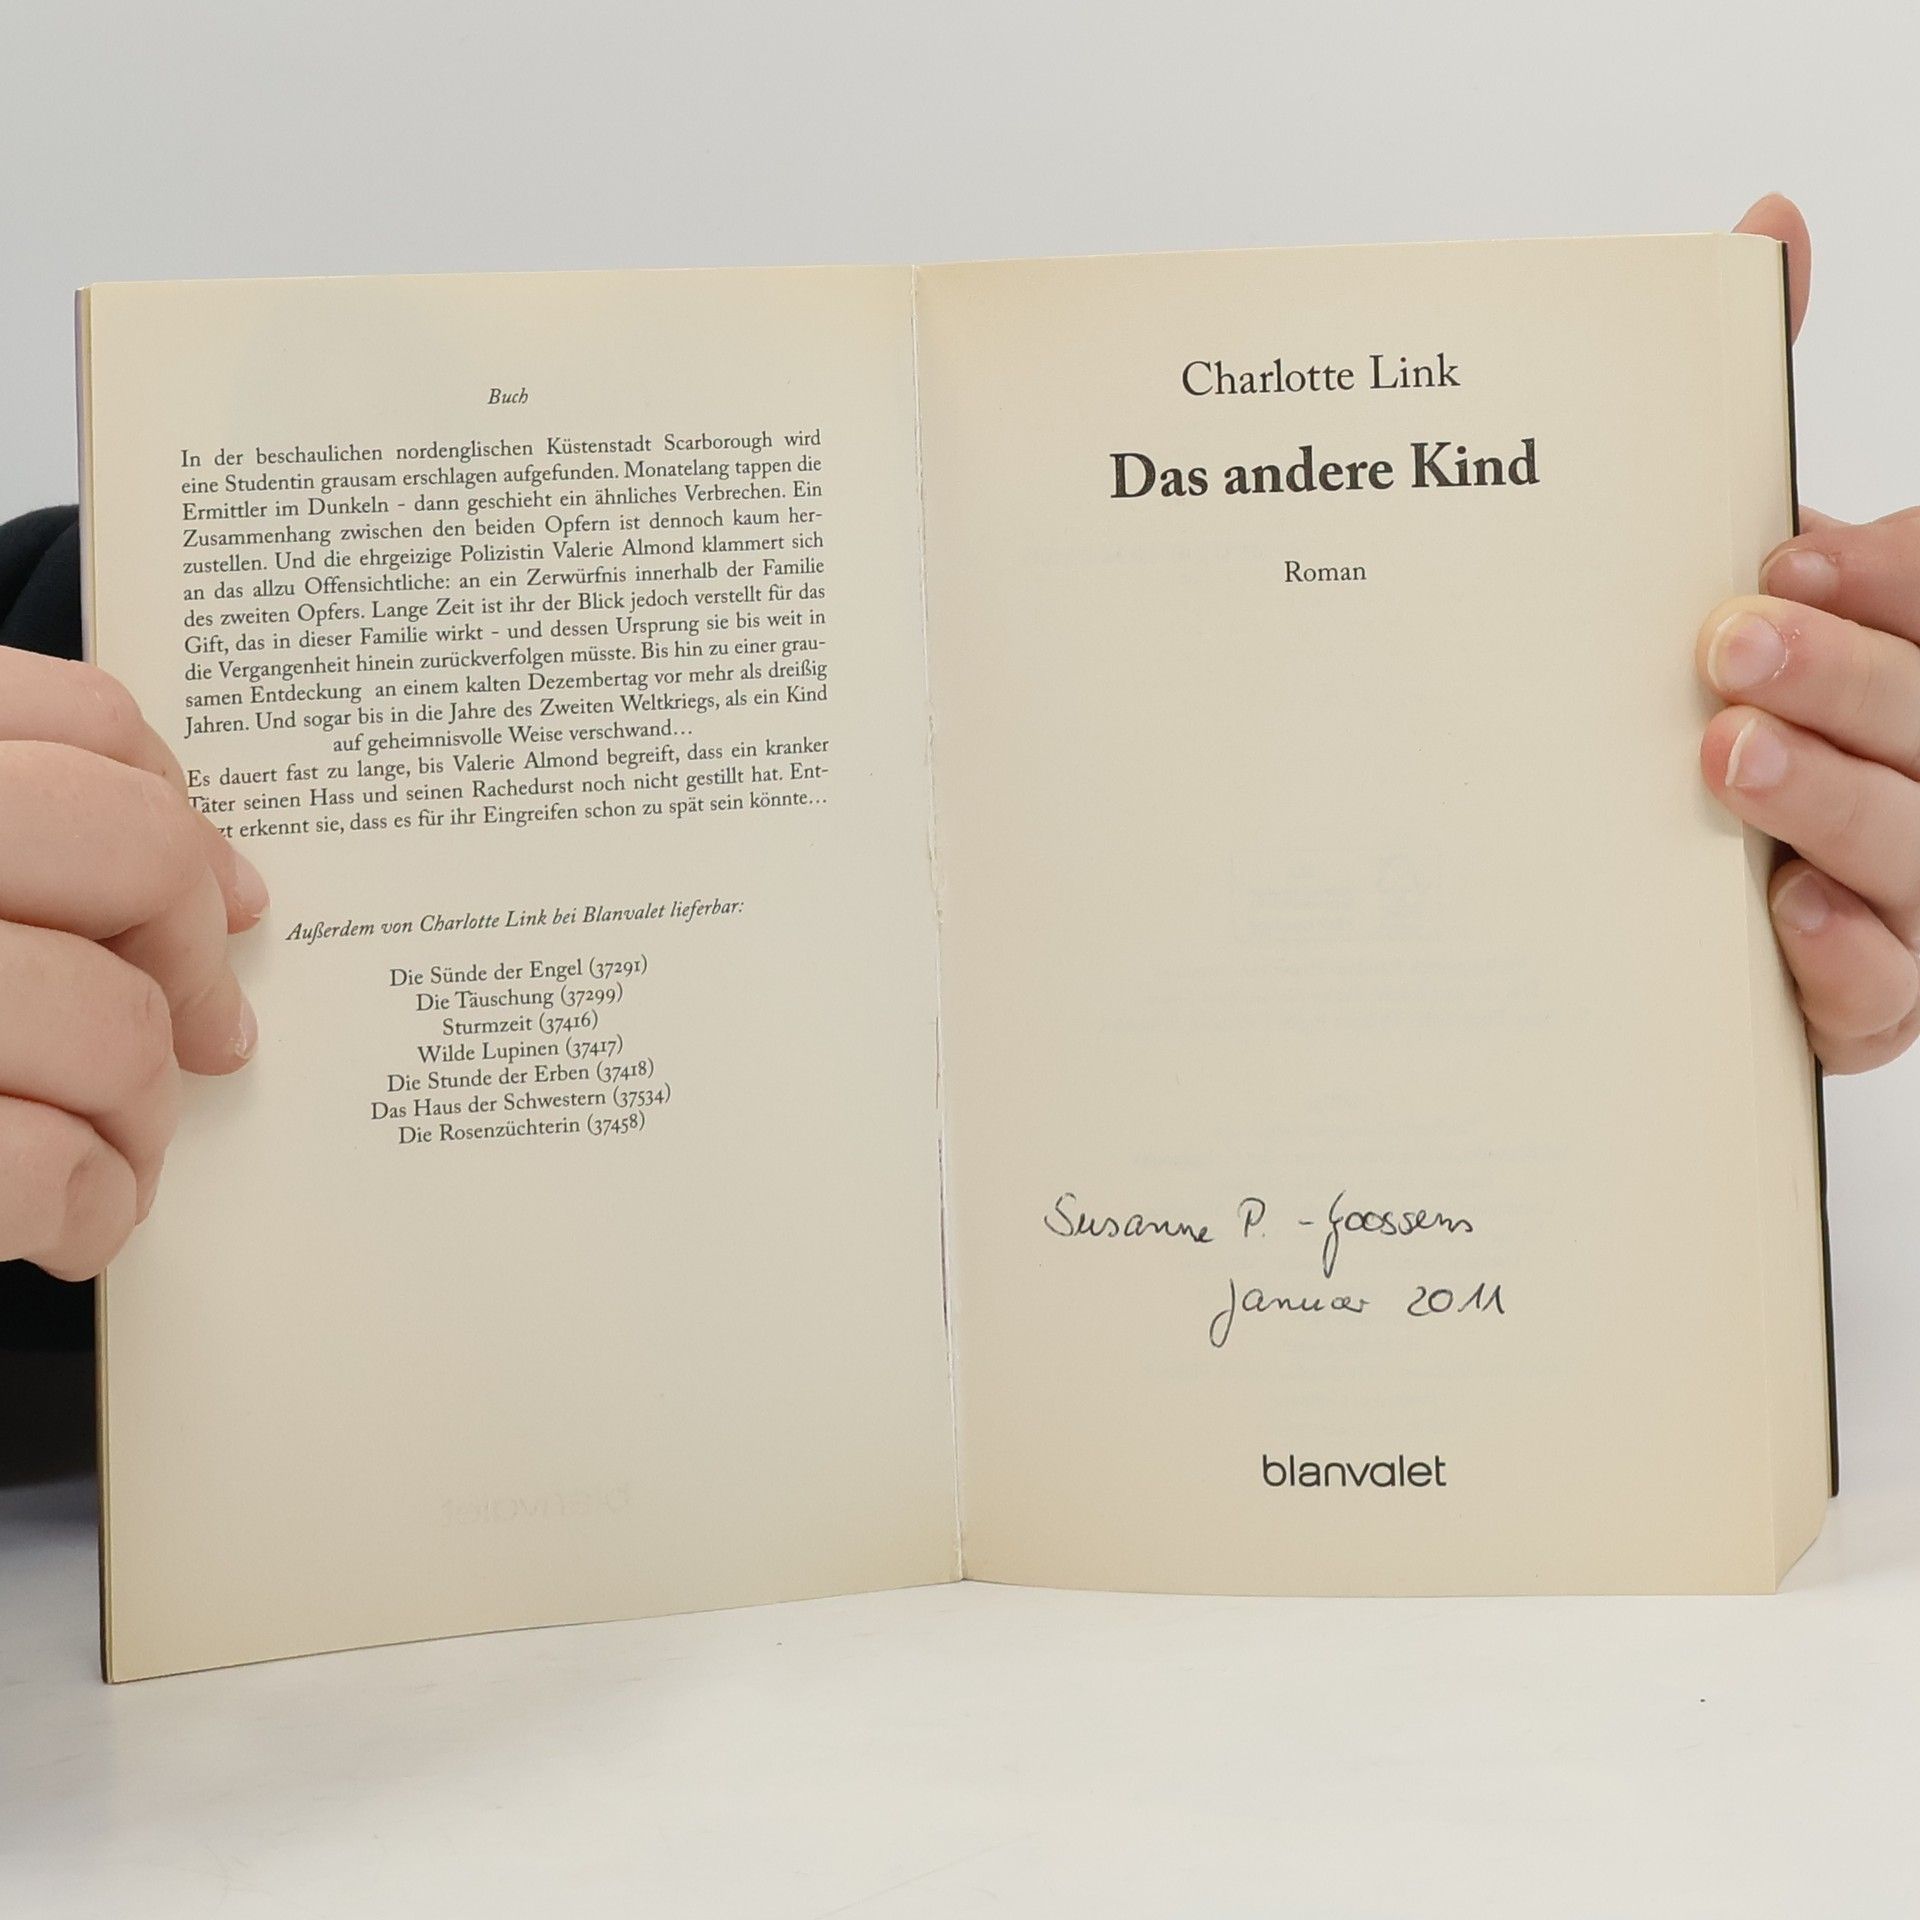 Buch
In der beschaulichen nordenglischen Küstenstadt Scarborough wird
eine Studentin grausam erschlagen aufgefunden. Monatelang tappen die
Ermittler im Dunkeln - dann geschieht ein ähnliches Verbrechen. Ein
Zusammenhang zwischen den beiden Opfern ist dennoch kaum her-
zustellen. Und die ehrgeizige Polizistin Valerie Almond klammert sich
an das allzu Offensichtliche: an ein Zerwürfnis innerhalb der Familie
des zweiten Opfers. Lange Zeit ist ihr der Blick jedoch verstellt für das
Gift, das in dieser Familie wirkt - und dessen Ursprung sie bis weit in
die Vergangenheit hinein zurückverfolgen müsste. Bis hin zu einer grau-
samen Entdeckung an einem kalten Dezembertag vor mehr als dreißig
Jahren. Und sogar bis in die Jahre des Zweiten Weltkriegs, als ein Kind
auf geheimnisvolle Weise verschwand...
Es dauert fast zu lange, bis Valerie Almond begreift, dass ein kranker
Täter seinen Hass und seinen Rachedurst noch nicht gestillt hat. Ent-
zt erkennt sie, dass es für ihr Eingreifen schon zu spät sein könnte...
Außerdem von Charlotte Link bei Blanvalet lieferbar:
Die Sünde der Engel (37291)
Die Täuschung (37299)
Sturmzeit (37416)
Wilde Lupinen (37417)
Die Stunde der Erben (37418)
Das Haus der Schwestern (37534)
Die Rosenzüchterin (37458)
Charlotte Link
Das andere Kind
Roman
Susanne P. - Goossens
Januar 2011
blanvalet